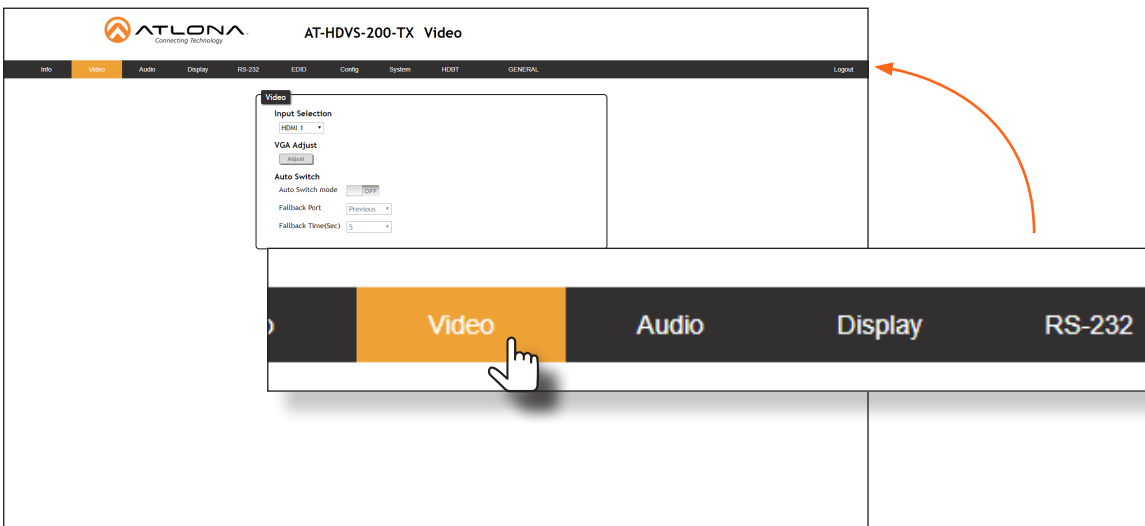 ATLONA.
Connecting Technology
AT-HDVS-200-TX Video
Info Video Audio Display RS-232 EDID Config System HDBT GENERAL Logout
Video
Input Selection
HDMI 1
VGA Adjust
Adjust
Auto Switch
Auto Switch mode OFF
Fallback Port Previous
Fallback Time(Sec) 5
Video Audio Display RS-232